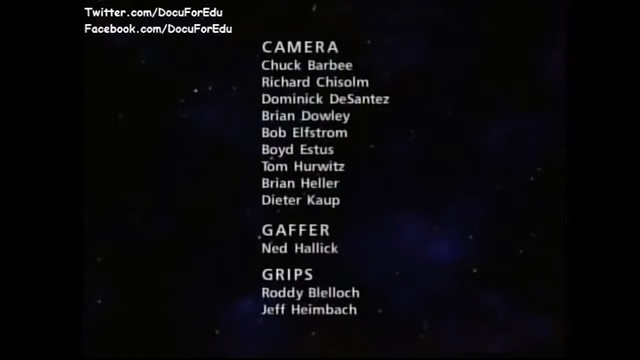 Twitter.com/DocuForEdu
Facebook.com/DocuForEdu
CAMERA
Chuck Barbee
Richard Chisolm
Dominick DeSantez
Brian Dowley
Bob Elfstrom
Boyd Estus
Tom Hurwitz
Brian Heller
Dieter Kaup
GAFFER
Ned Hallick
GRIPS
Roddy Blelloch
Jeff Heimbach